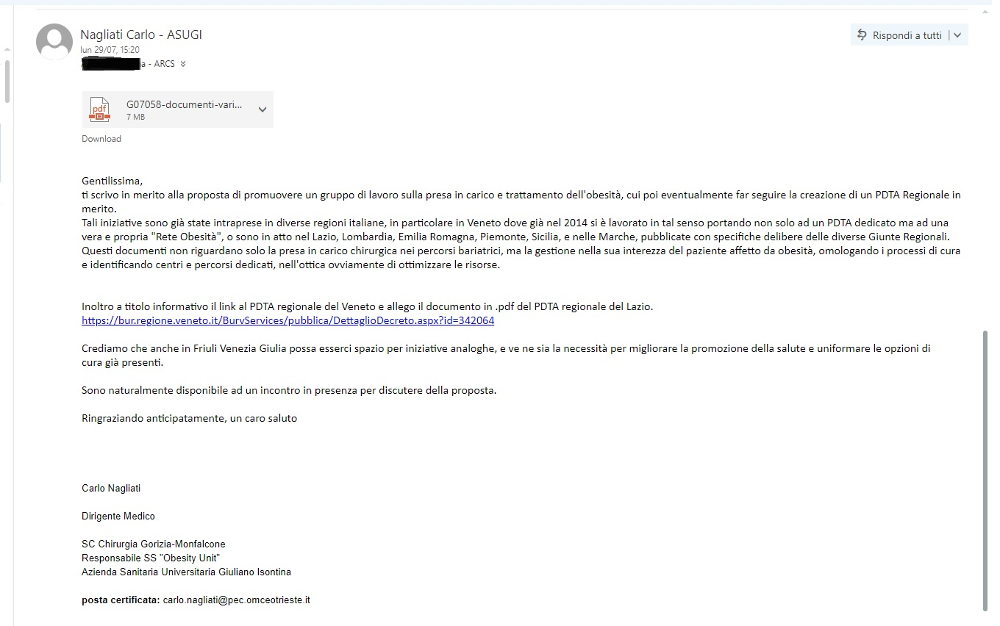 Nagliati Carlo - ASUGI
lun 29/07, 15:20
a - ARCS
Rispondi a tutti
pdf
G07058-documenti-vari...
7 MB
Download
Gentilissima,
ti scrivo in merito alla proposta di promuovere un gruppo di lavoro sulla presa in carico e trattamento dell'obesità, cui poi eventualmente far seguire la creazione di un PDTA Regionale in
merito.
Tali iniziative sono già state intraprese in diverse regioni italiane, in particolare in Veneto dove già nel 2014 si è lavorato in tal senso portando non solo ad un PDTA dedicato ma ad una
vera e propria "Rete Obesità", o sono in atto nel Lazio, Lombardia, Emilia Romagna, Piemonte, Sicilia, e nelle Marche, pubblicate con specifiche delibere delle diverse Giunte Regionali.
Questi documenti non riguardano solo la presa in carico chirurgica nei percorsi bariatrici, ma la gestione nella sua interezza del paziente affetto da obesità, omologando i processi di cura
e identificando centri e percorsi dedicati, nell'ottica ovviamente di ottimizzare le risorse.
Inoltro a titolo informativo il link al PDTA regionale del Veneto e allego il documento in .pdf del PDTA regionale del Lazio.
https://bur.regione.veneto.it/BurvServices/pubblica/DettaglioDecreto.aspx?id=342064
Crediamo che anche in Friuli Venezia Giulia possa esserci spazio per iniziative analoghe, e ve ne sia la necessità per migliorare la promozione della salute e uniformare le opzioni di
cura già presenti.
Sono naturalmente disponibile ad un incontro in presenza per discutere della proposta.
Ringraziando anticipatamente, un caro saluto
Carlo Nagliati
Dirigente Medico
SC Chirurgia Gorizia-Monfalcone
Responsabile SS "Obesity Unit"
Azienda Sanitaria Universitaria Giuliano Isontina
posta certificata: carlo.nagliati@pec.omceotrieste.it